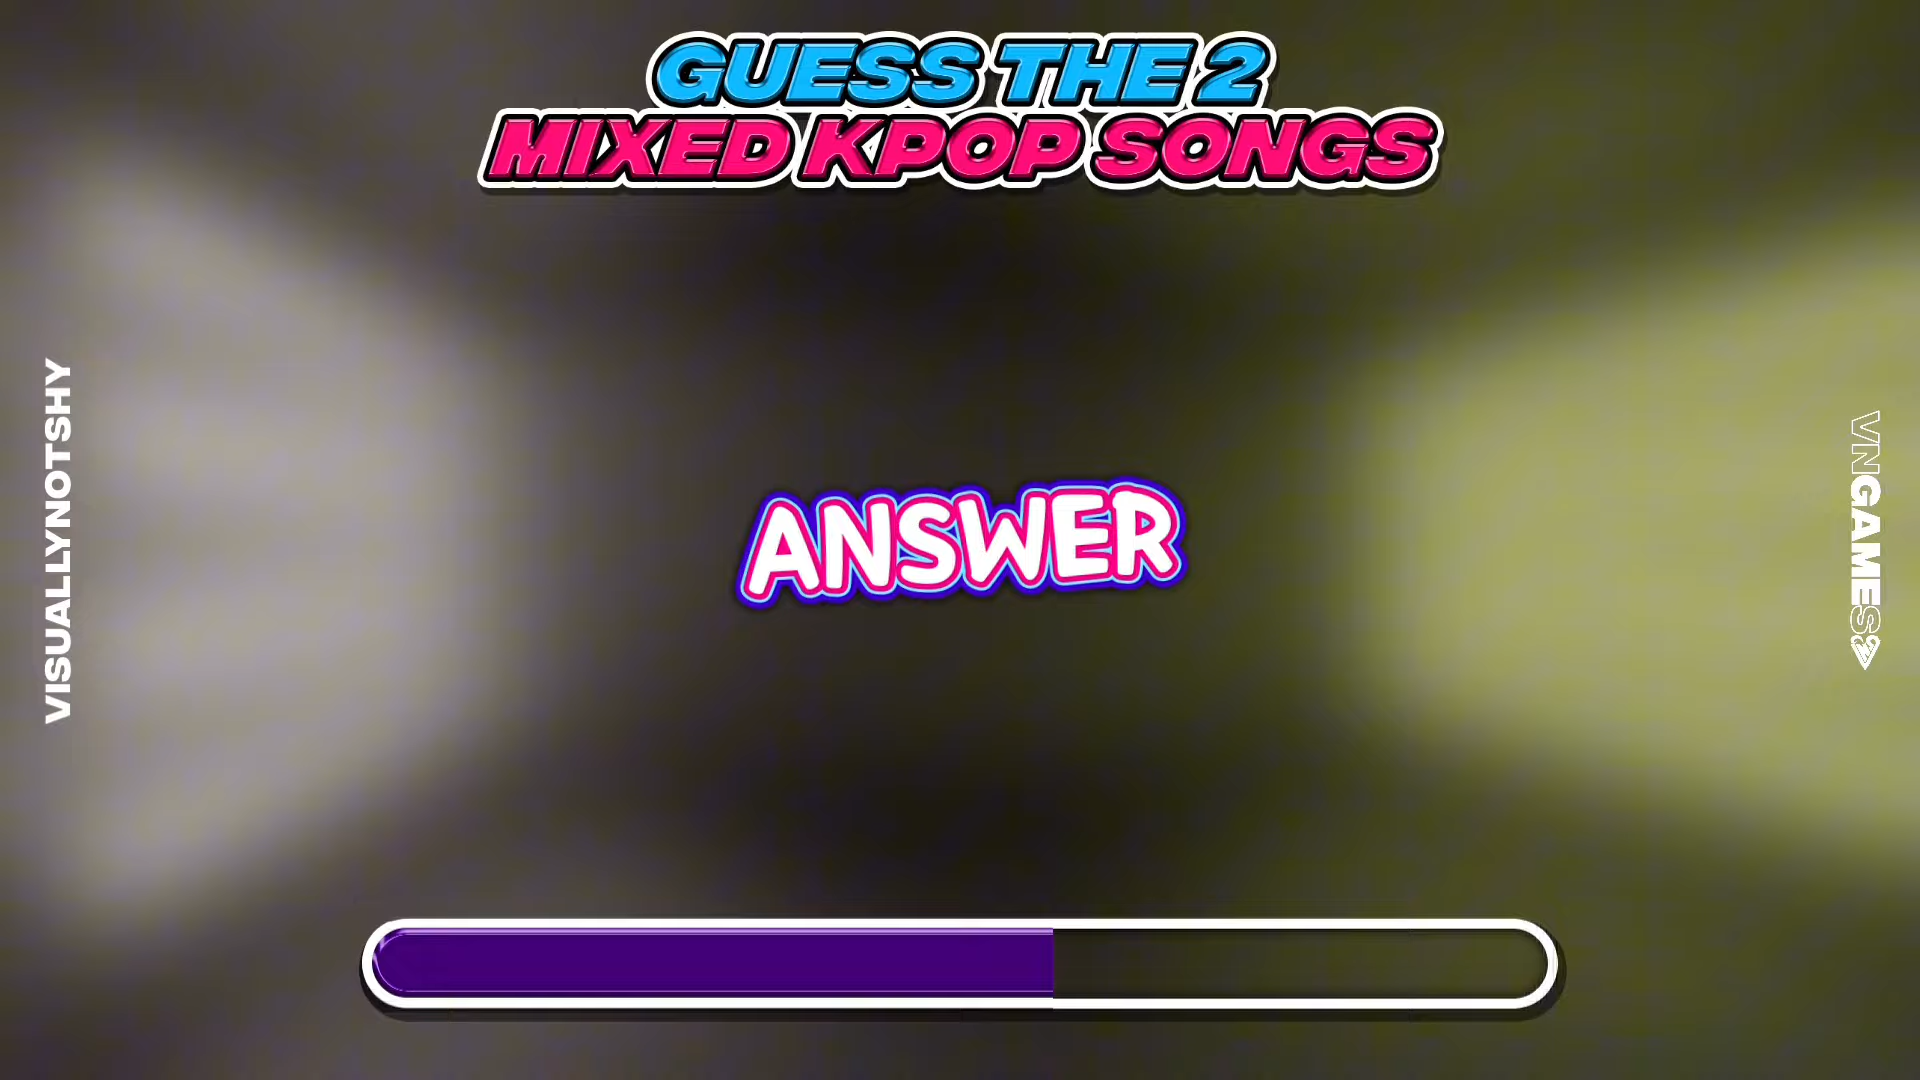 GUESS THE 2
MIXED KPOP SONGS
VISUALLYNOTSHY
ANSWER
VNGAMES